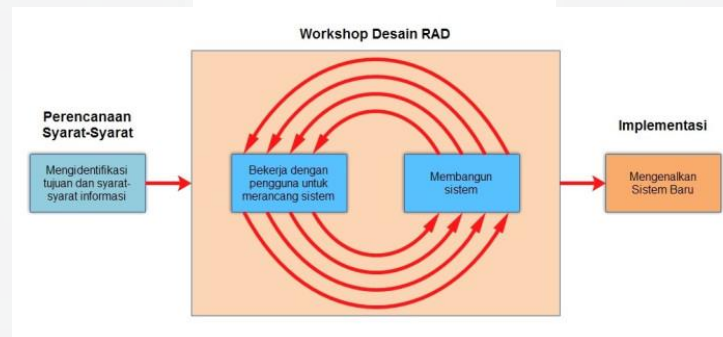 Workshop Desain RAD
Perencanaan
Syarat-Syarat
Mengidentifikasi
tujuan dan syarat-
syarat informasi
Bekerja dengan
pengguna untuk
merancang sistem
Membangun
sistem
Implementasi
Mengenalkan
Sistem Baru